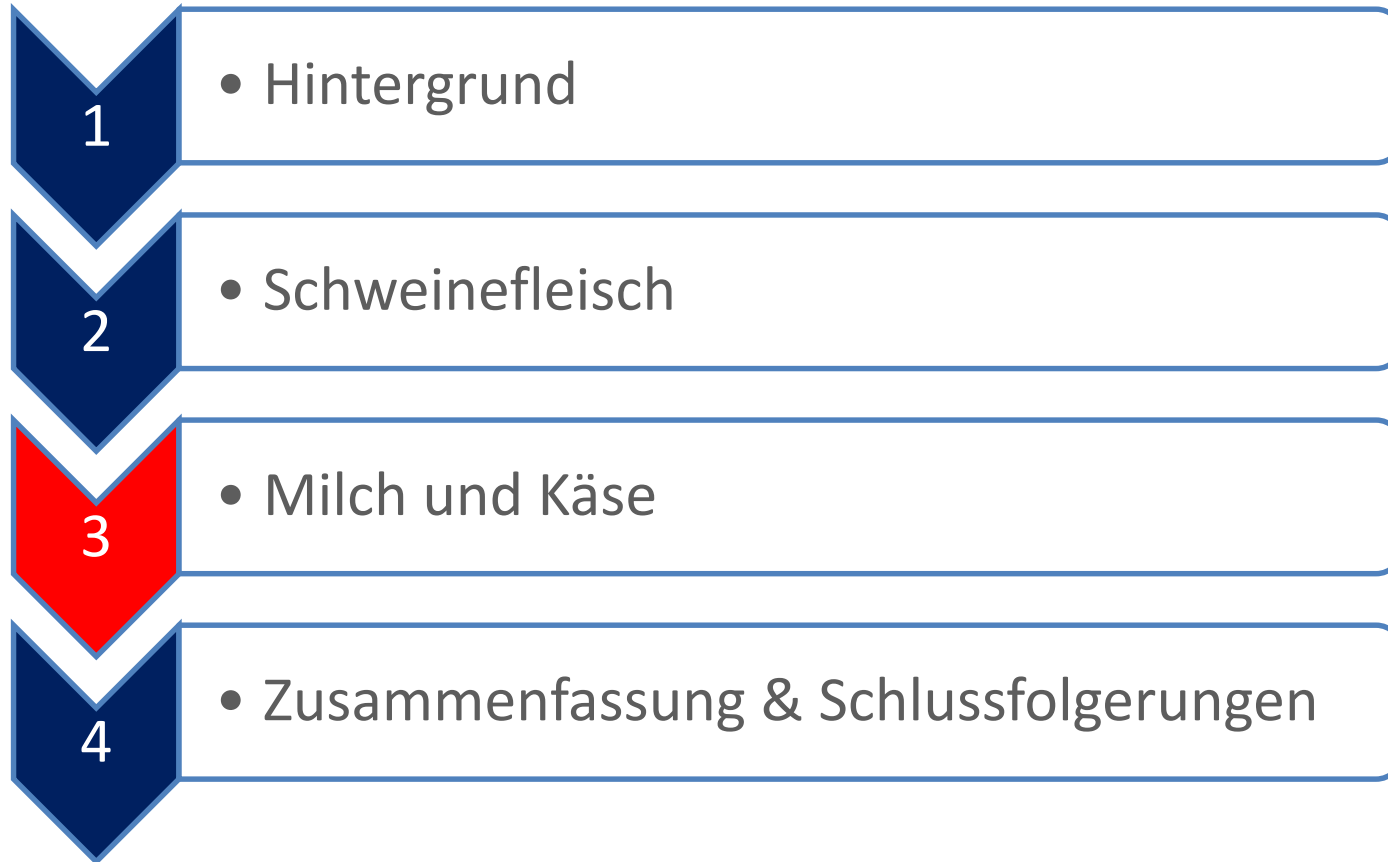 1
• Hintergrund
2
• Schweinefleisch
3
• Milch und Käse
4
• Zusammenfassung & Schlussfolgerungen